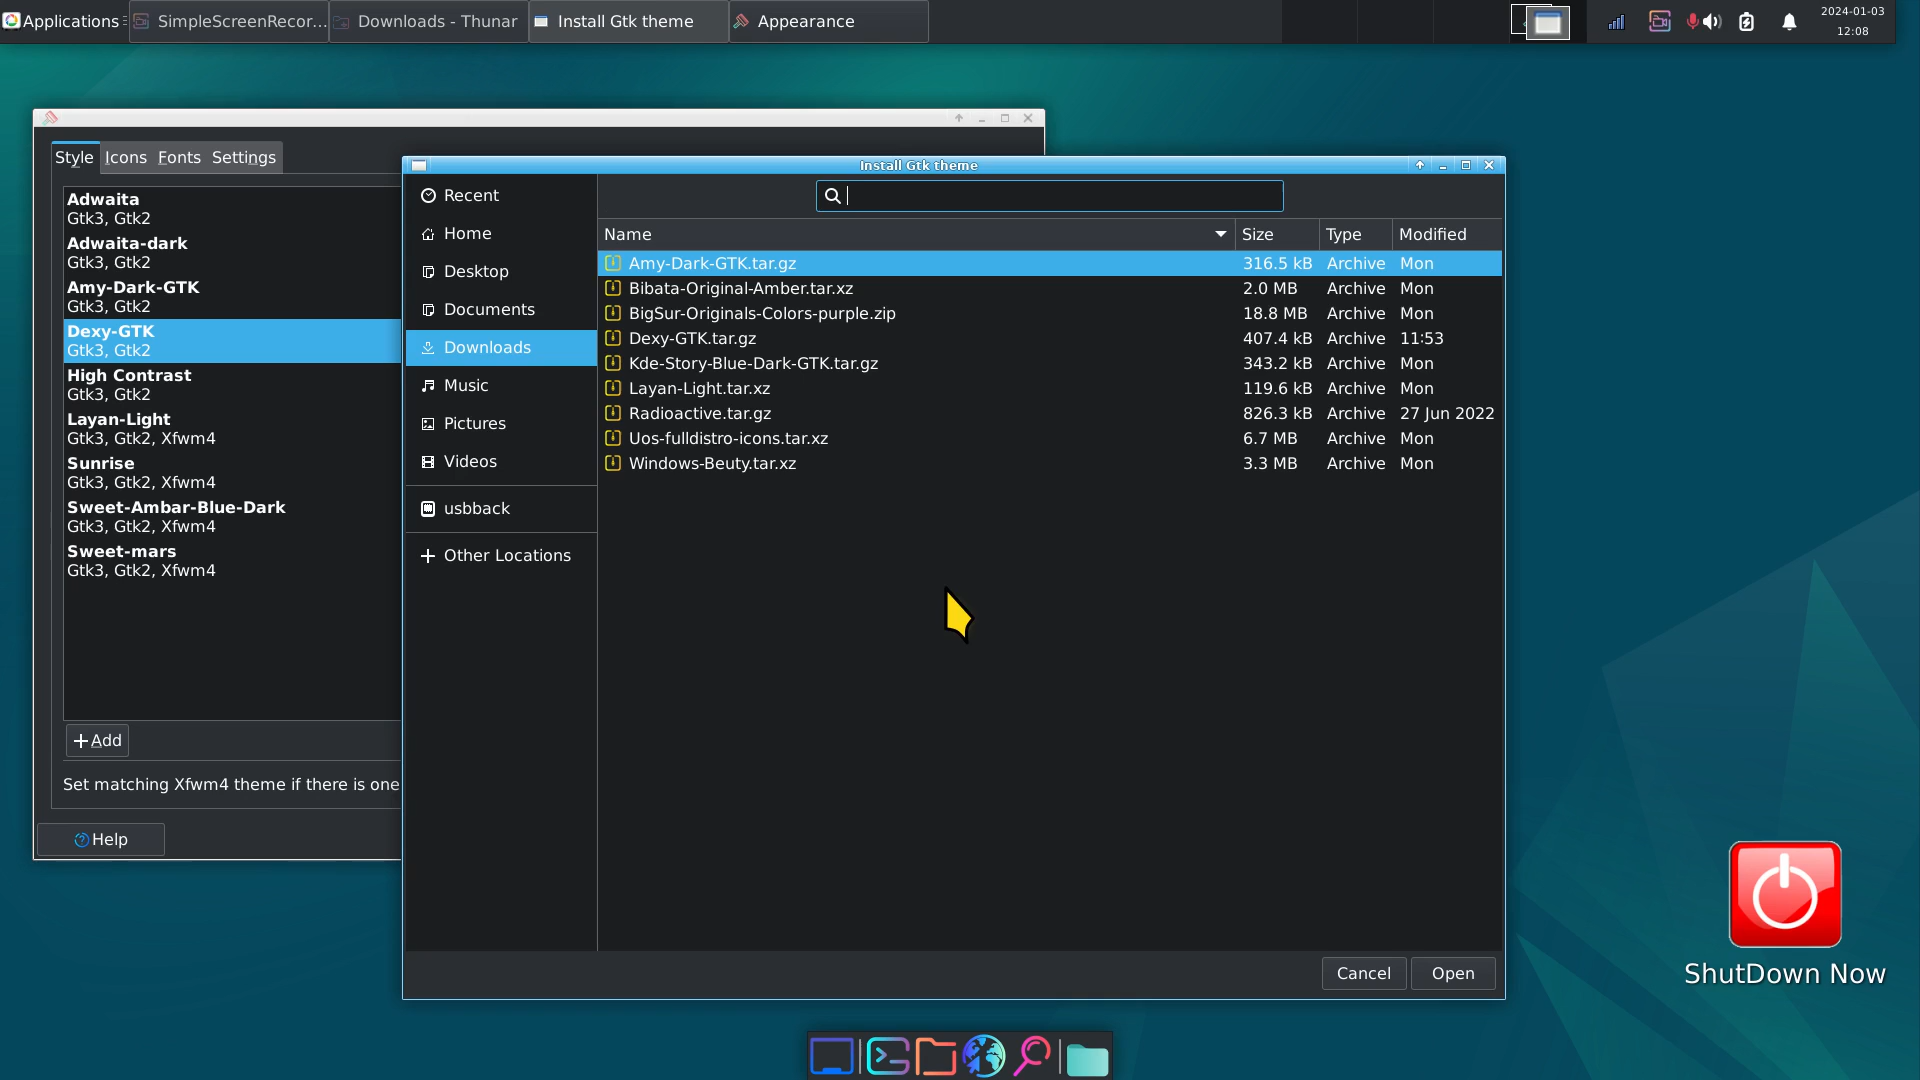 Applications
SimpleScreenRecor...
Downloads - Thunar
Install Gtk theme
Appearance
2024-01-03
12:08
Style
Icons
Fonts
Settings
Adwaita
Gtk3, Gtk2
Adwaita-dark
Gtk3, Gtk2
Amy-Dark-GTK
Gtk3, Gtk2
Dexy-GTK
Gtk3, Gtk2
High Contrast
Gtk3, Gtk2
Layan-Light
Gtk3, Gtk2, Xfwm4
Sunrise
Gtk3, Gtk2, Xfwm4
Sweet-Ambar-Blue-Dark
Gtk3, Gtk2, Xfwm4
Sweet-mars
Gtk3, Gtk2, Xfwm4
Add
Set matching Xfwm4 theme if there is one
Help
Install Gtk theme
Recent
Home
Desktop
Documents
Downloads
Music
Pictures
Videos
usbback
Other Locations
Name Size Type Modified
Amy-Dark-GTK.tar.gz 316.5 kB Archive Mon
Bibata-Original-Amber.tar.xz 2.0 MB Archive Mon
BigSur-Originals-Colors-purple.zip 18.8 MB Archive Mon
Dexy-GTK.tar.gz 407.4 kB Archive 11:53
Kde-Story-Blue-Dark-GTK.tar.gz 343.2 kB Archive Mon
Layan-Light.tar.xz 119.6 kB Archive Mon
Radioactive.tar.gz 826.3 kB Archive 27 Jun 2022
Uos-fulldistro-icons.tar.xz 6.7 MB Archive Mon
Windows-Beuty.tar.xz 3.3 MB Archive Mon
Cancel
Open
ShutDown Now